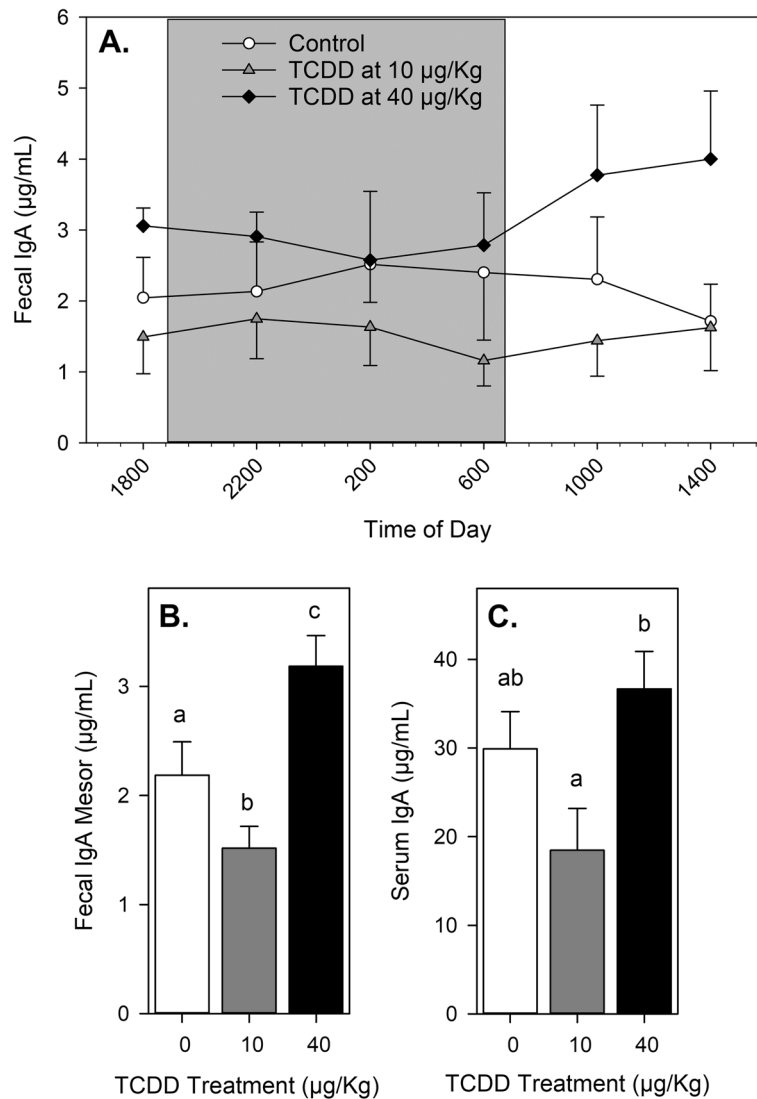 A.
Control
TCDD at 10 µg/Kg
TCDD at 40 µg/Kg
Fecal IgA (µg/mL)
6
5
4
3
2
1
0
1800 2200 200 600 1000 1400
Time of Day
B.
a
b
c
Fecal IgA Mesor (µg/mL)
3
2
1
0
0 10 40
TCDD Treatment (µg/Kg)
C.
ab
a
b
Serum IgA (µg/mL)
40
30
20
10
0
0 10 40
TCDD Treatment (µg/Kg)